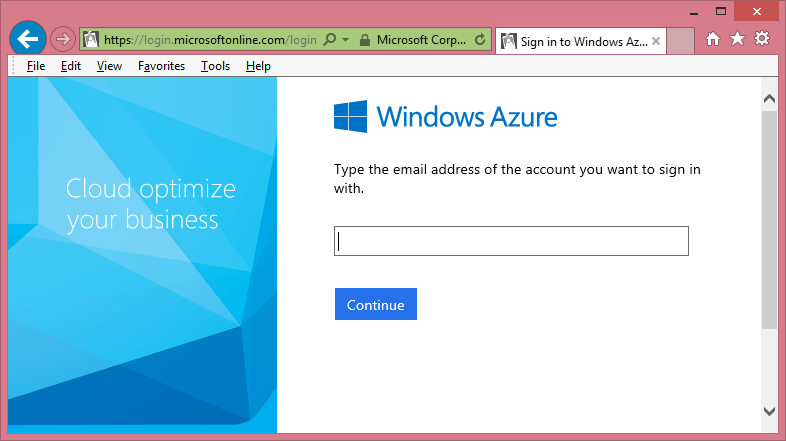 https://login.microsoftonline.com/login
Microsoft Corp...
Sign in to Windows Az...
File Edit View Favorites Tools Help
Cloud optimize
your business
Windows Azure
Type the email address of the account you want to sign in
with.
Continue